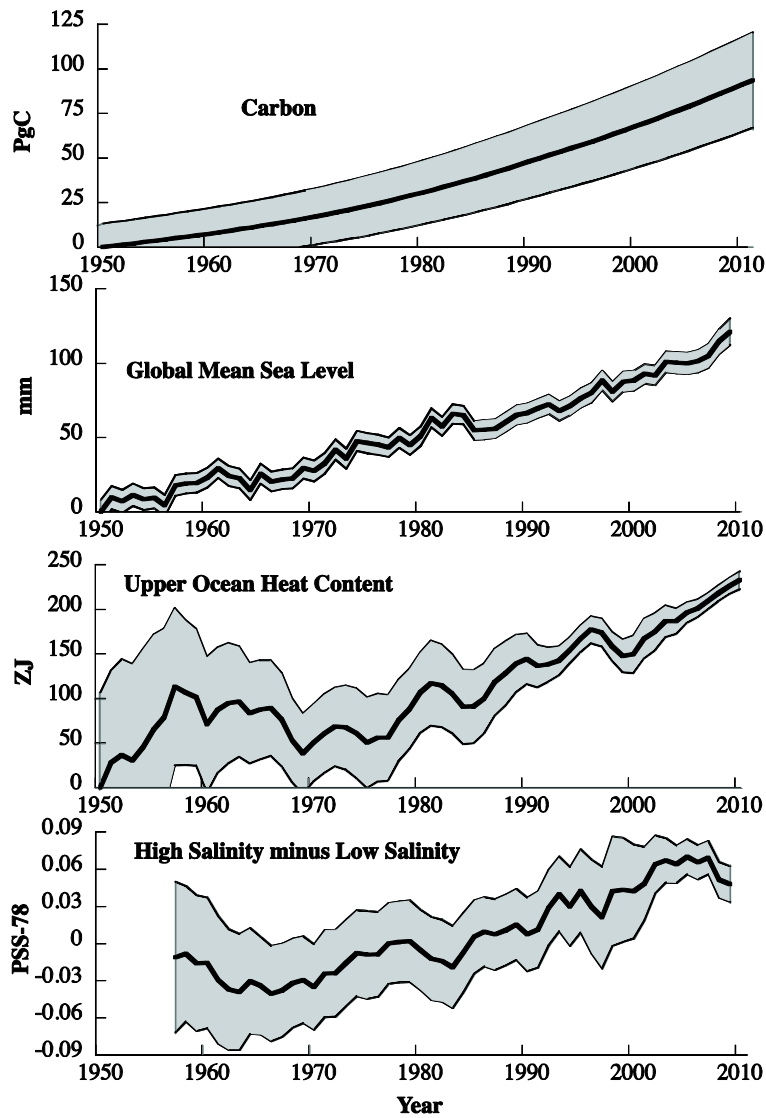 125
100
75
50
25
0
PgC
Carbon
1950 1960 1970 1980 1990 2000 2010
150
100
50
0
mm
Global Mean Sea Level
1950 1960 1970 1980 1990 2000 2010
250
200
150
100
50
0
ZJ
Upper Ocean Heat Content
1950 1960 1970 1980 1990 2000 2010
0.09
0.06
0.03
0
-0.03
-0.06
-0.09
PSS-78
High Salinity minus Low Salinity
1950 1960 1970 1980 1990 2000 2010
Year